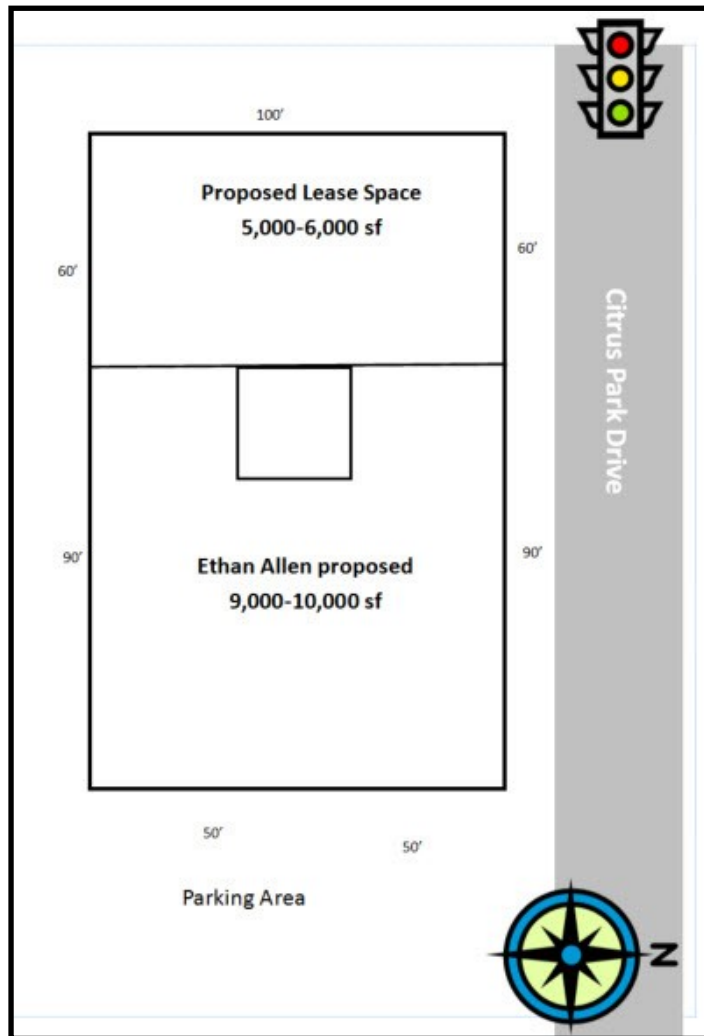 100'
Proposed Lease Space
5,000-6,000 sf
60'
60'
Citrus Park Drive
Ethan Allen proposed
9,000-10,000 sf
90'
90'
50'
50'
Parking Area
N